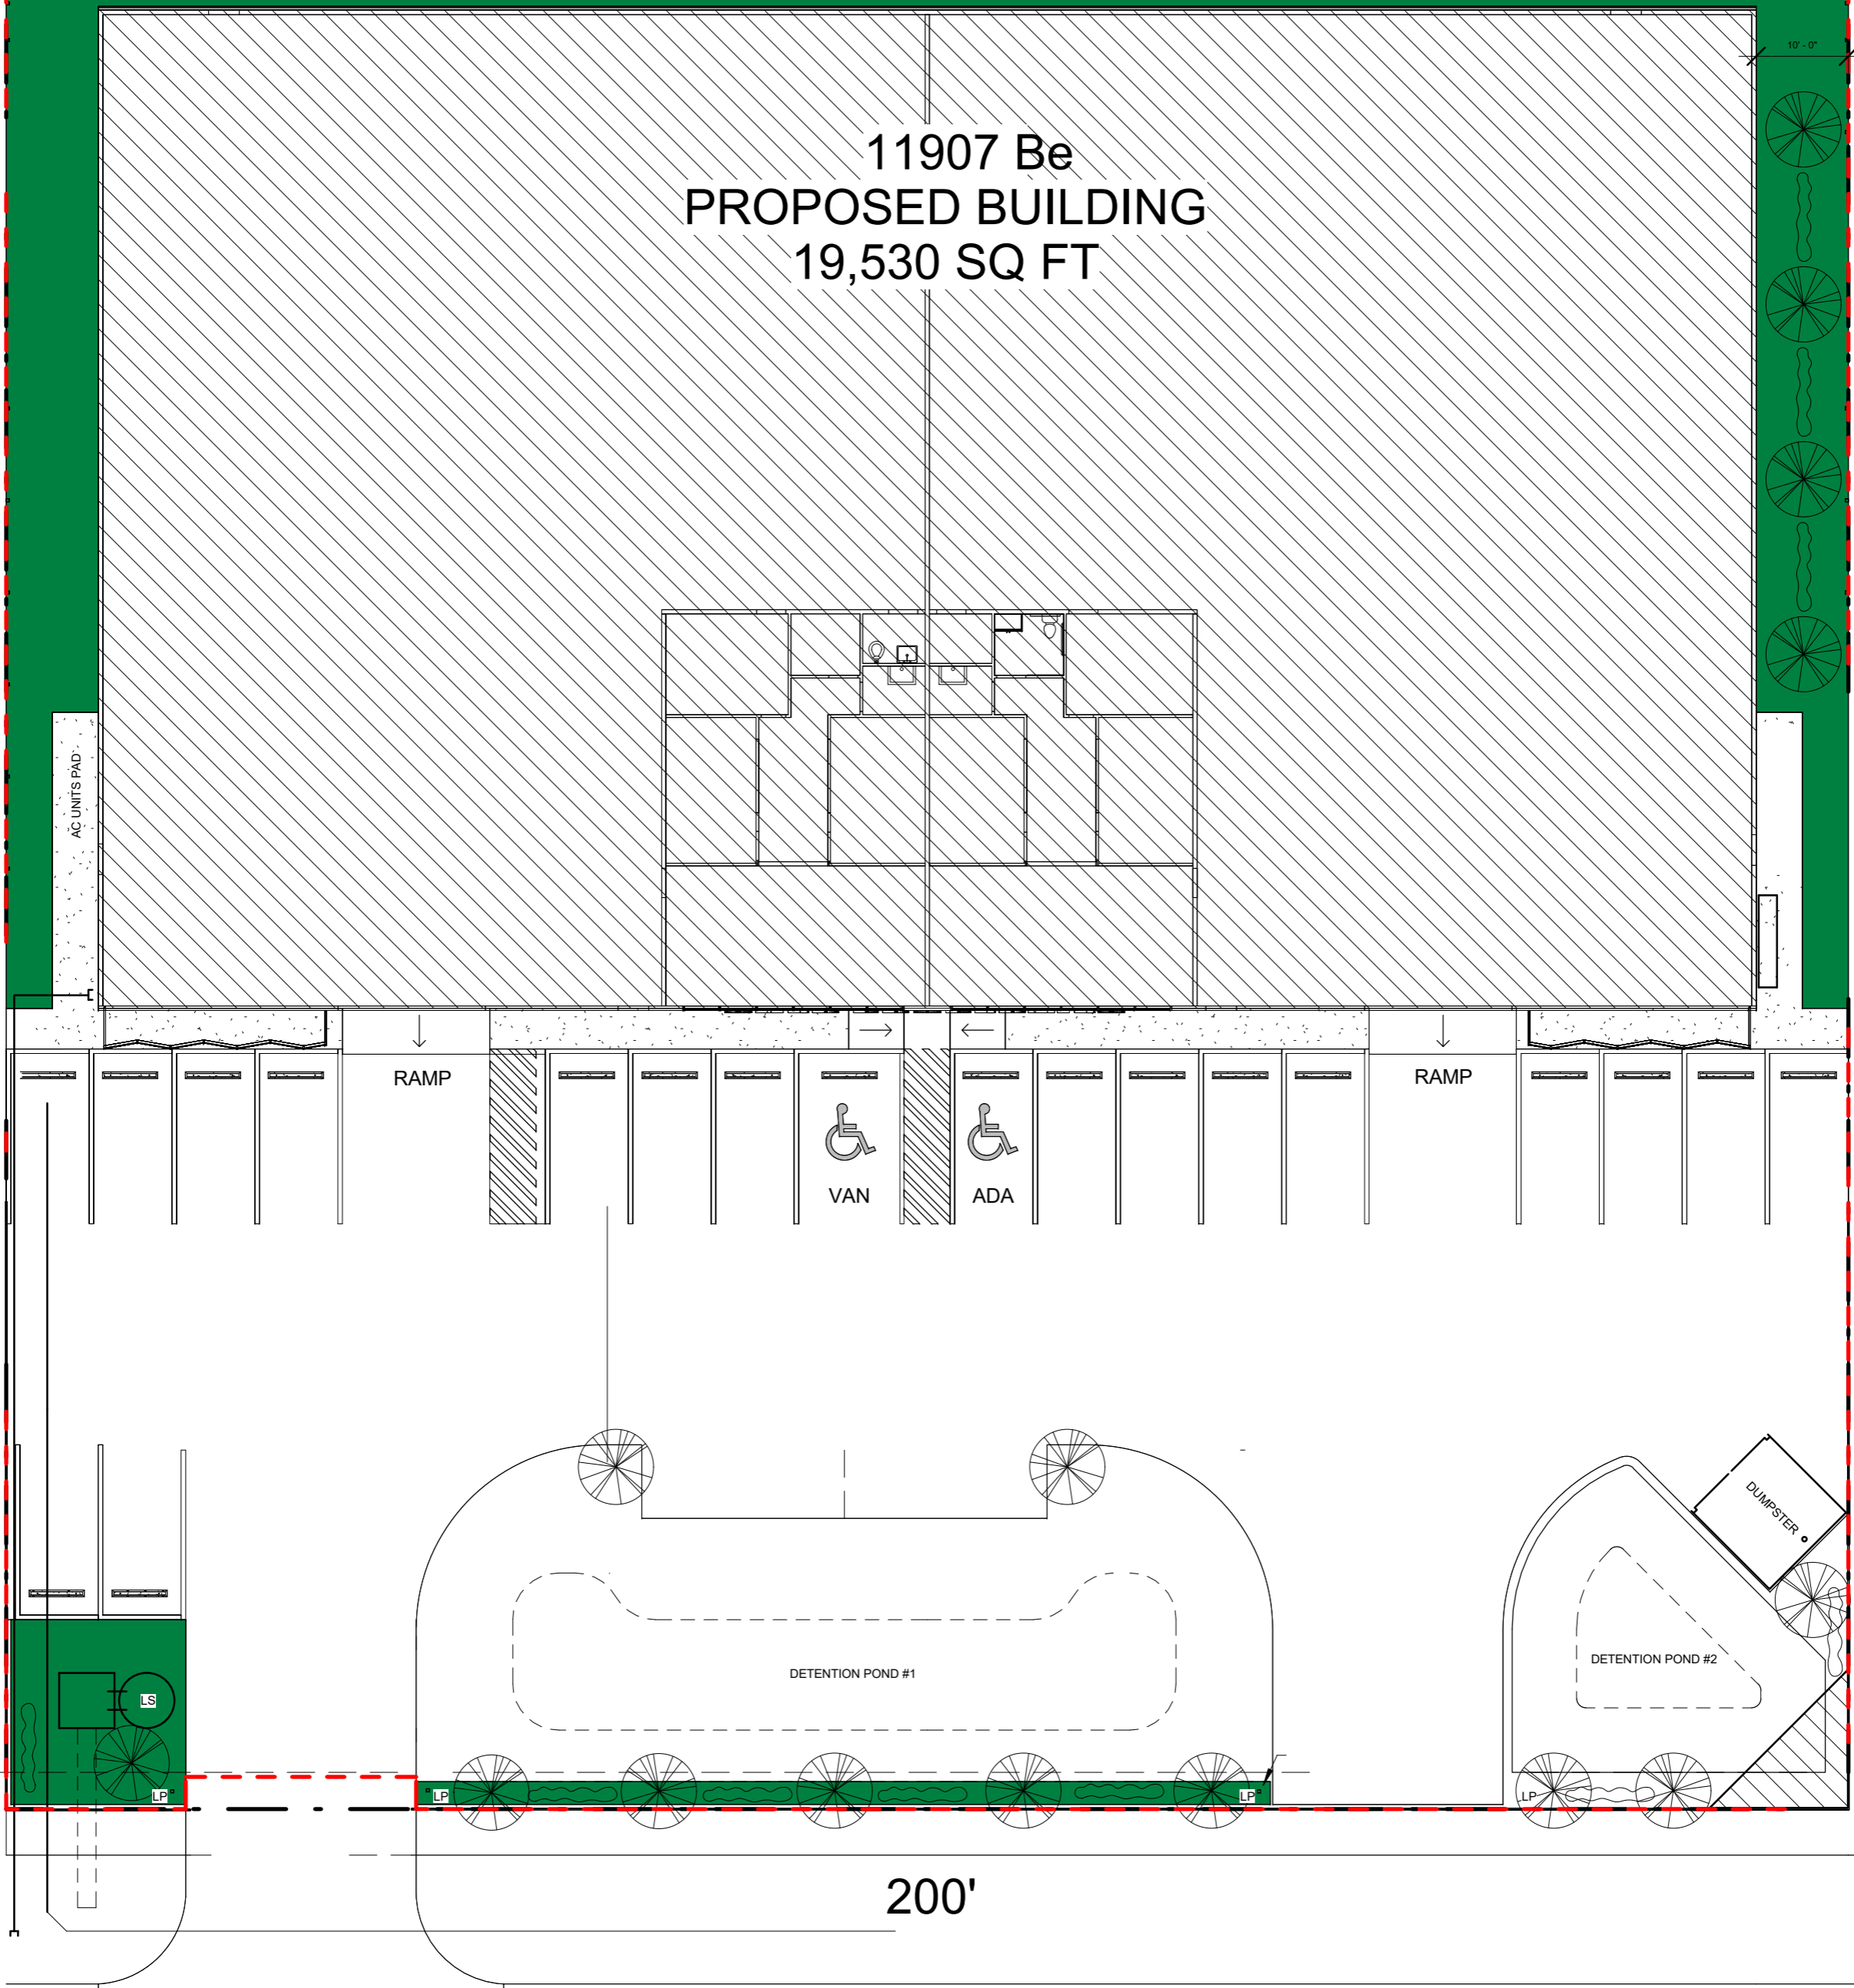 10' - 0"
11907 Be
PROPOSED BUILDING
19,530 SQ FT
AC UNITS PAD
RAMP
RAMP
VAN
ADA
DUMPSTER
DETENTION POND #1
DETENTION POND #2
LS
LP
LP
LP
LP
200'